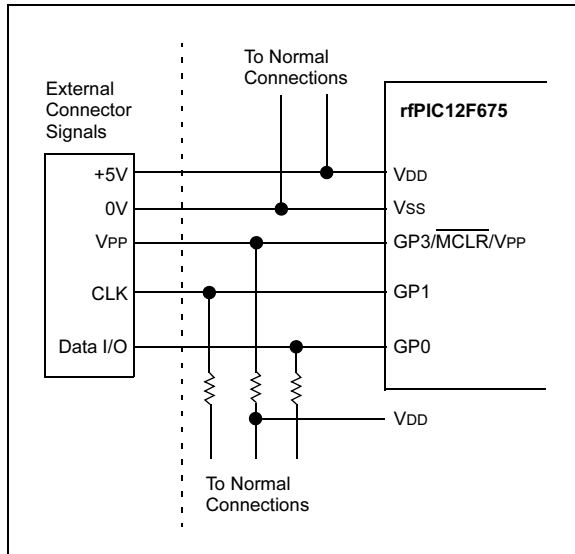 To Normal
Connections
External
Connector
Signals
rfPIC12F675
+5V
VDD
0V
VSS
VPP
GP3/MCLR/VPP
CLK
GP1
Data I/O
GP0
VDD
To Normal
Connections